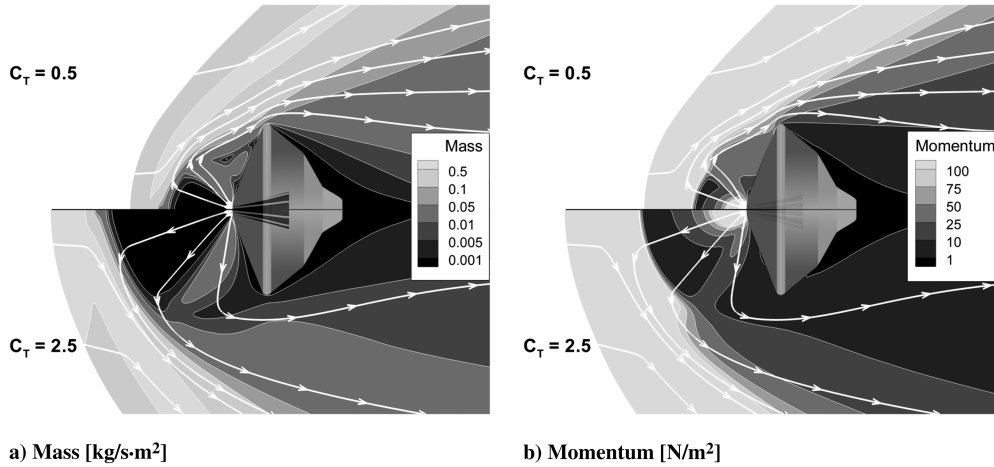 C_T = 0.5
C_T = 2.5
Mass
0.5
0.1
0.05
0.01
0.005
0.001
a) Mass [kg/s·m²]
C_T = 0.5
C_T = 2.5
Momentum
100
75
50
25
10
1
b) Momentum [N/m²]